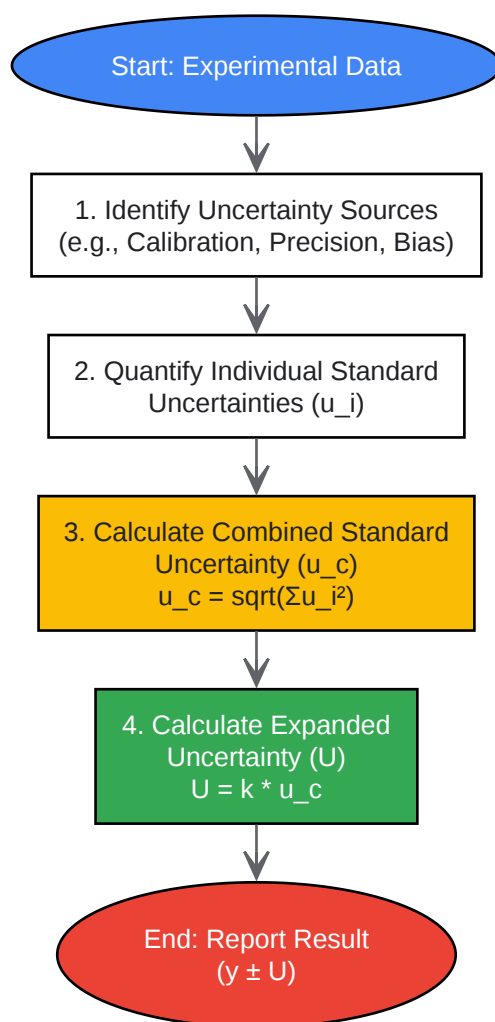 Start: Experimental Data
1. Identify Uncertainty Sources
(e.g., Calibration, Precision, Bias)
2. Quantify Individual Standard
Uncertainties (u_i)
3. Calculate Combined Standard
Uncertainty (u_c)
u_c = sqrt(Σu_i²)
4. Calculate Expanded
Uncertainty (U)
U = k * u_c
End: Report Result
(y ± U)